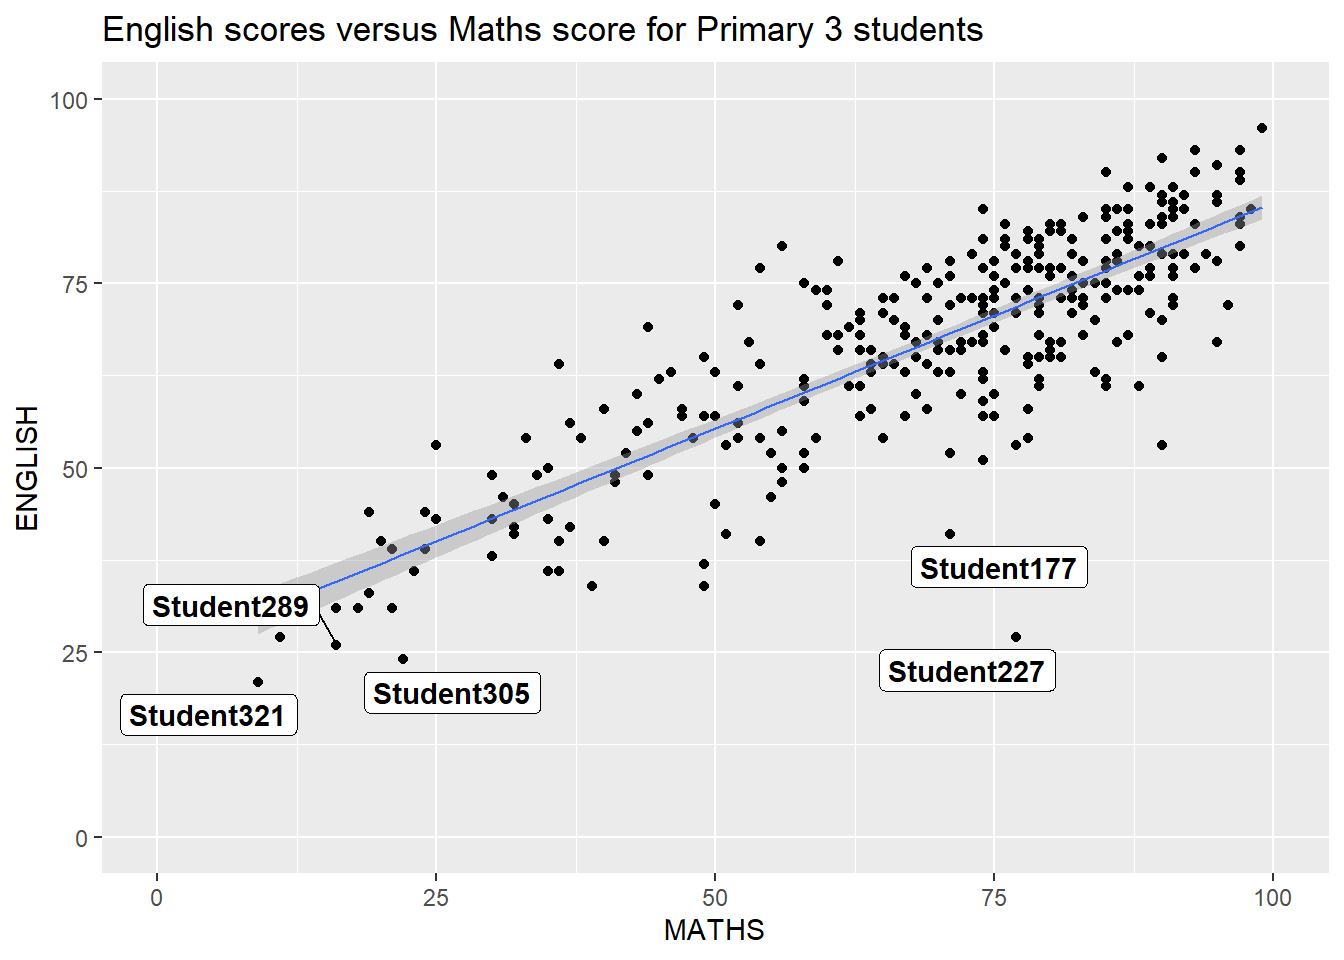 English scores versus Maths score for Primary 3 students
100
75
50
25
0
ENGLISH
Student177
Student289
Student227
Student305
Student321
0
25
50
75
100
MATHS